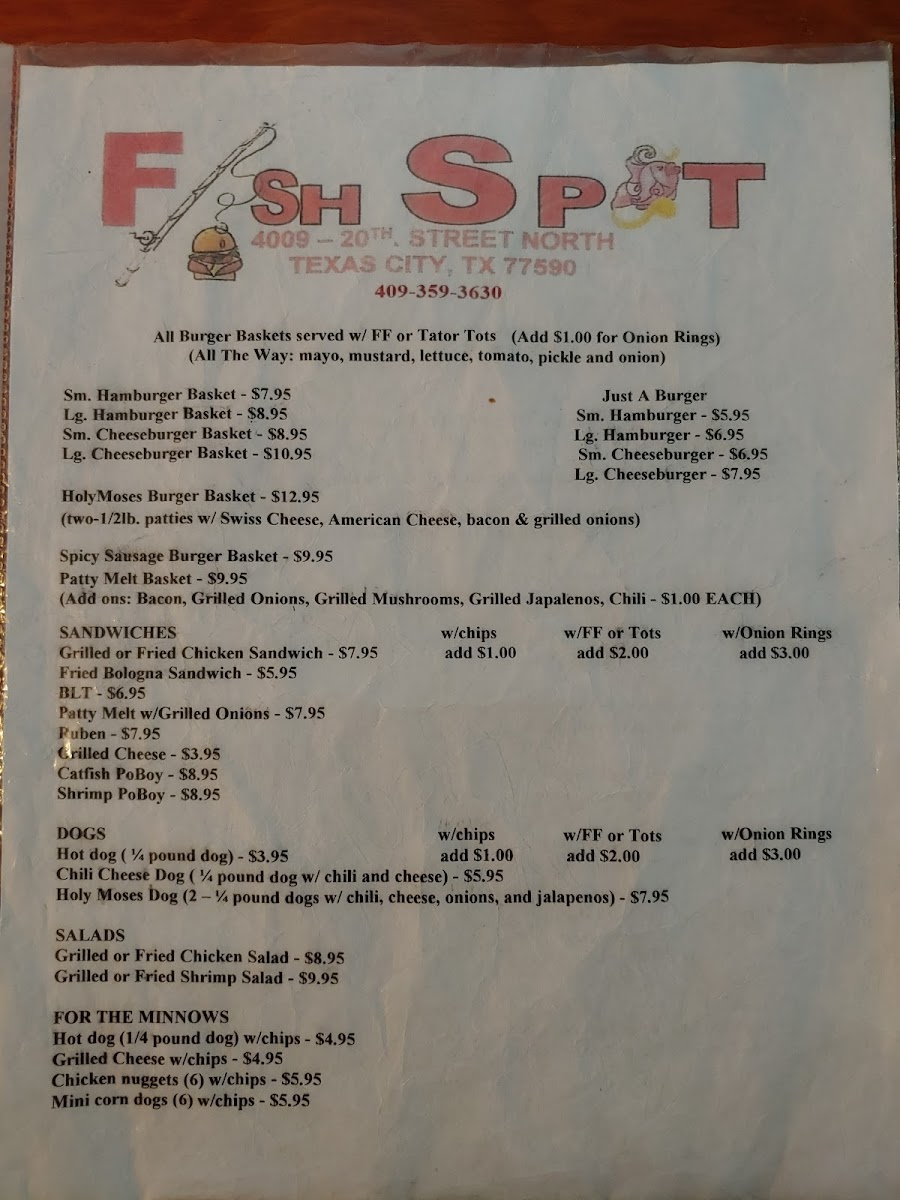 FISH SPOT
4009 – 20TH. STREET NORTH
TEXAS CITY, TX 77590
409-359-3630
All Burger Baskets served w/ FF or Tator Tots (Add $1.00 for Onion Rings)
(All The Way: mayo, mustard, lettuce, tomato, pickle and onion)
Sm. Hamburger Basket - $7.95
Lg. Hamburger Basket - $8.95
Sm. Cheeseburger Basket - $8.95
Lg. Cheeseburger Basket - $10.95
Just A Burger
Sm. Hamburger - $5.95
Lg. Hamburger - $6.95
Sm. Cheeseburger - $6.95
Lg. Cheeseburger - $7.95
HolyMoses Burger Basket - $12.95
(two-1/2lb. patties w/ Swiss Cheese, American Cheese, bacon & grilled onions)
Spicy Sausage Burger Basket - $9.95
Patty Melt Basket - $9.95
(Add ons: Bacon, Grilled Onions, Grilled Mushrooms, Grilled Japalenos, Chili - $1.00 EACH)
SANDWICHES w/chips w/FF or Tots w/Onion Rings
Grilled or Fried Chicken Sandwich - $7.95 add $1.00 add $2.00 add $3.00
Fried Bologna Sandwich - $5.95
BLT - $6.95
Patty Melt w/Grilled Onions - $7.95
Ruben - $7.95
Grilled Cheese - $3.95
Catfish PoBoy - $8.95
Shrimp PoBoy - $8.95
DOGS w/chips w/FF or Tots w/Onion Rings
Hot dog ( ¼ pound dog) - $3.95 add $1.00 add $2.00 add $3.00
Chili Cheese Dog ( ¼ pound dog w/ chili and cheese) - $5.95
Holy Moses Dog (2 – ¼ pound dogs w/ chili, cheese, onions, and jalapenos) - $7.95
SALADS
Grilled or Fried Chicken Salad - $8.95
Grilled or Fried Shrimp Salad - $9.95
FOR THE MINNOWS
Hot dog (1/4 pound dog) w/chips - $4.95
Grilled Cheese w/chips - $4.95
Chicken nuggets (6) w/chips - $5.95
Mini corn dogs (6) w/chips - $5.95